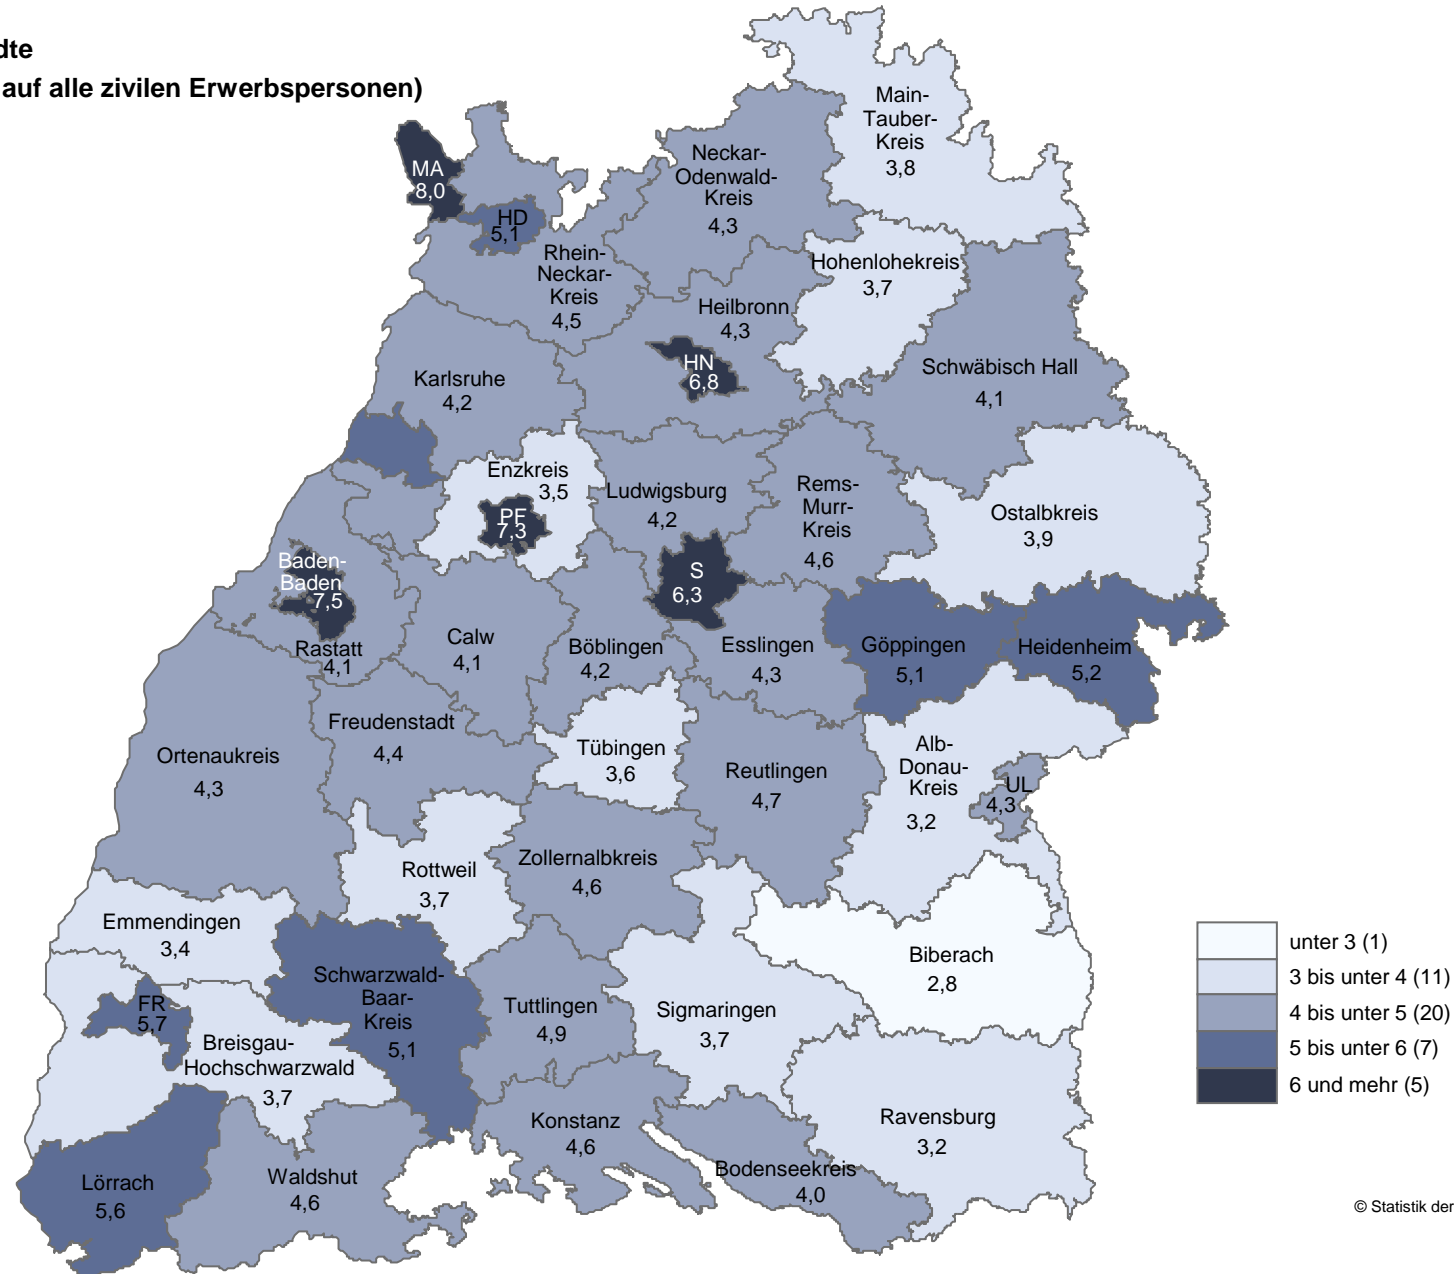 dte
auf alle zivilen Erwerbspersonen)
Main-
Tauber-
Kreis
3,8
MA
8,0
Neckar-
Odenwald-
Kreis
4,3
HD
5,1
Rhein-
Neckar-
Kreis
4,5
Hohenlohekreis
3,7
Heilbronn
4,3
HN
6,8
Schwäbisch Hall
4,1
Karlsruhe
4,2
Enzkreis
3,5
PF
7,3
Ludwigsburg
4,2
Rems-
Murr-
Kreis
4,6
Ostalbkreis
3,9
Baden-
Baden
7,5
S
6,3
Rastatt
4,1
Calw
4,1
Böblingen
4,2
Esslingen
4,3
Göppingen
5,1
Heidenheim
5,2
Freudenstadt
4,4
Ortenaukreis
4,3
Tübingen
3,6
Reutlingen
4,7
Alb-
Donau-
Kreis
3,2
UL
4,3
Rottweil
3,7
Zollernalbkreis
4,6
Emmendingen
3,4
Biberach
2,8
Schwarzwald-
Baar-
Kreis
5,1
FR
5,7
Tuttlingen
4,9
Sigmaringen
3,7
Breisgau-
Hochschwarzwald
3,7
Konstanz
4,6
Ravensburg
3,2
Bodenseekreis
4,0
Lörrach
5,6
Waldshut
4,6
unter 3 (1)
3 bis unter 4 (11)
4 bis unter 5 (20)
5 bis unter 6 (7)
6 und mehr (5)
© Statistik der